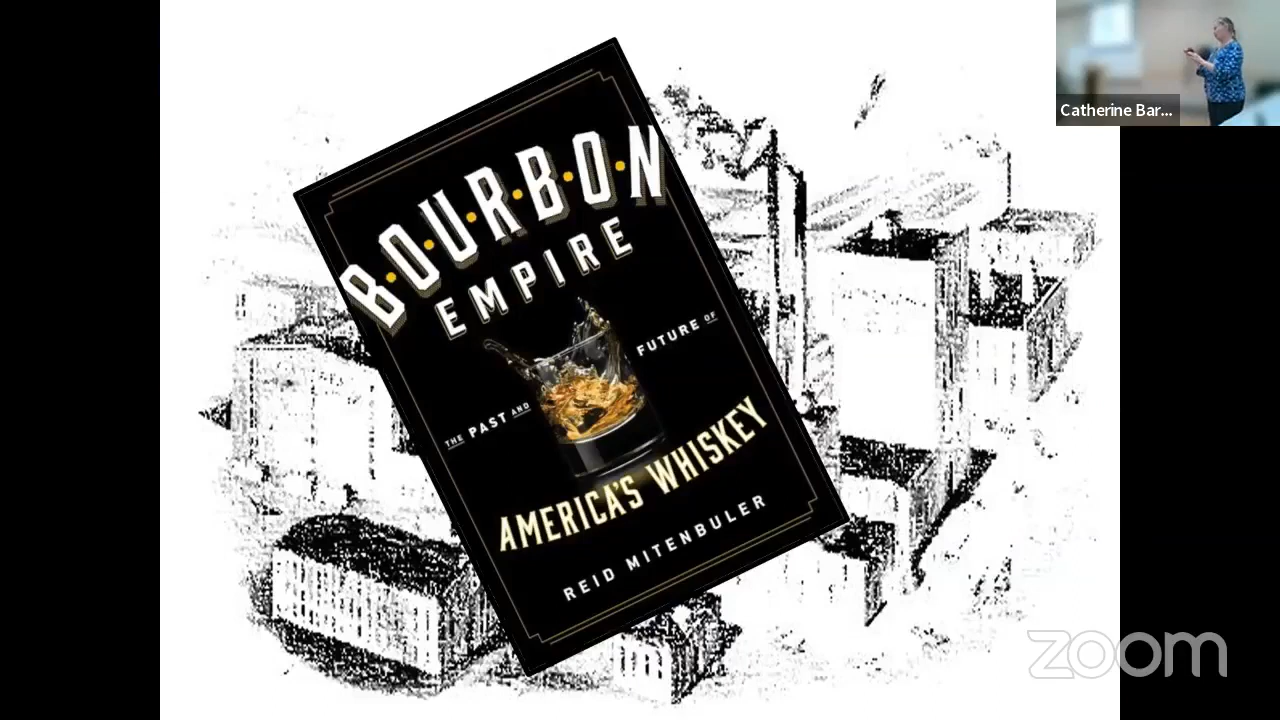 BOURBON
EMPIRE
THE PAST AND
FUTURE OF
AMERICA'S WHISKEY
REID MITENBULER
Catherine Bar...
zoom